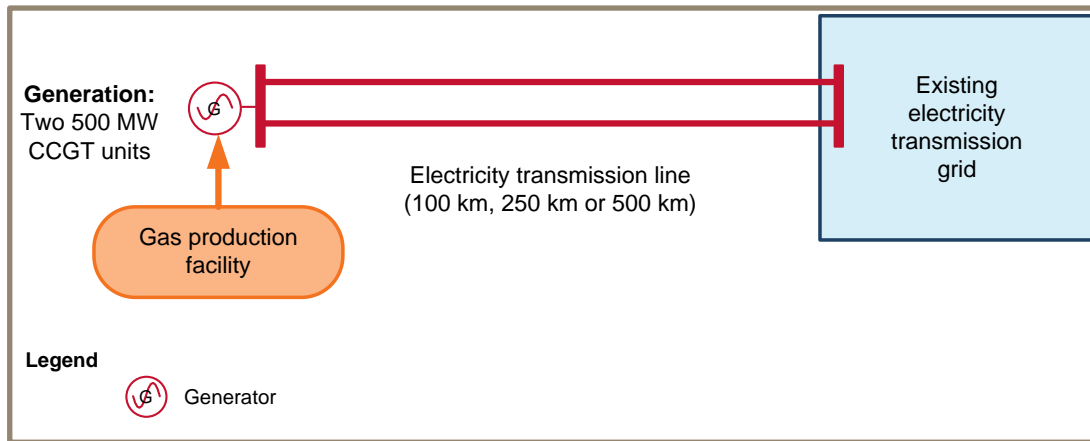 Generation:
Two 500 MW
CCGT units
G
Gas production
facility
Electricity transmission line
(100 km, 250 km or 500 km)
Existing
electricity
transmission
grid
Legend
G
Generator